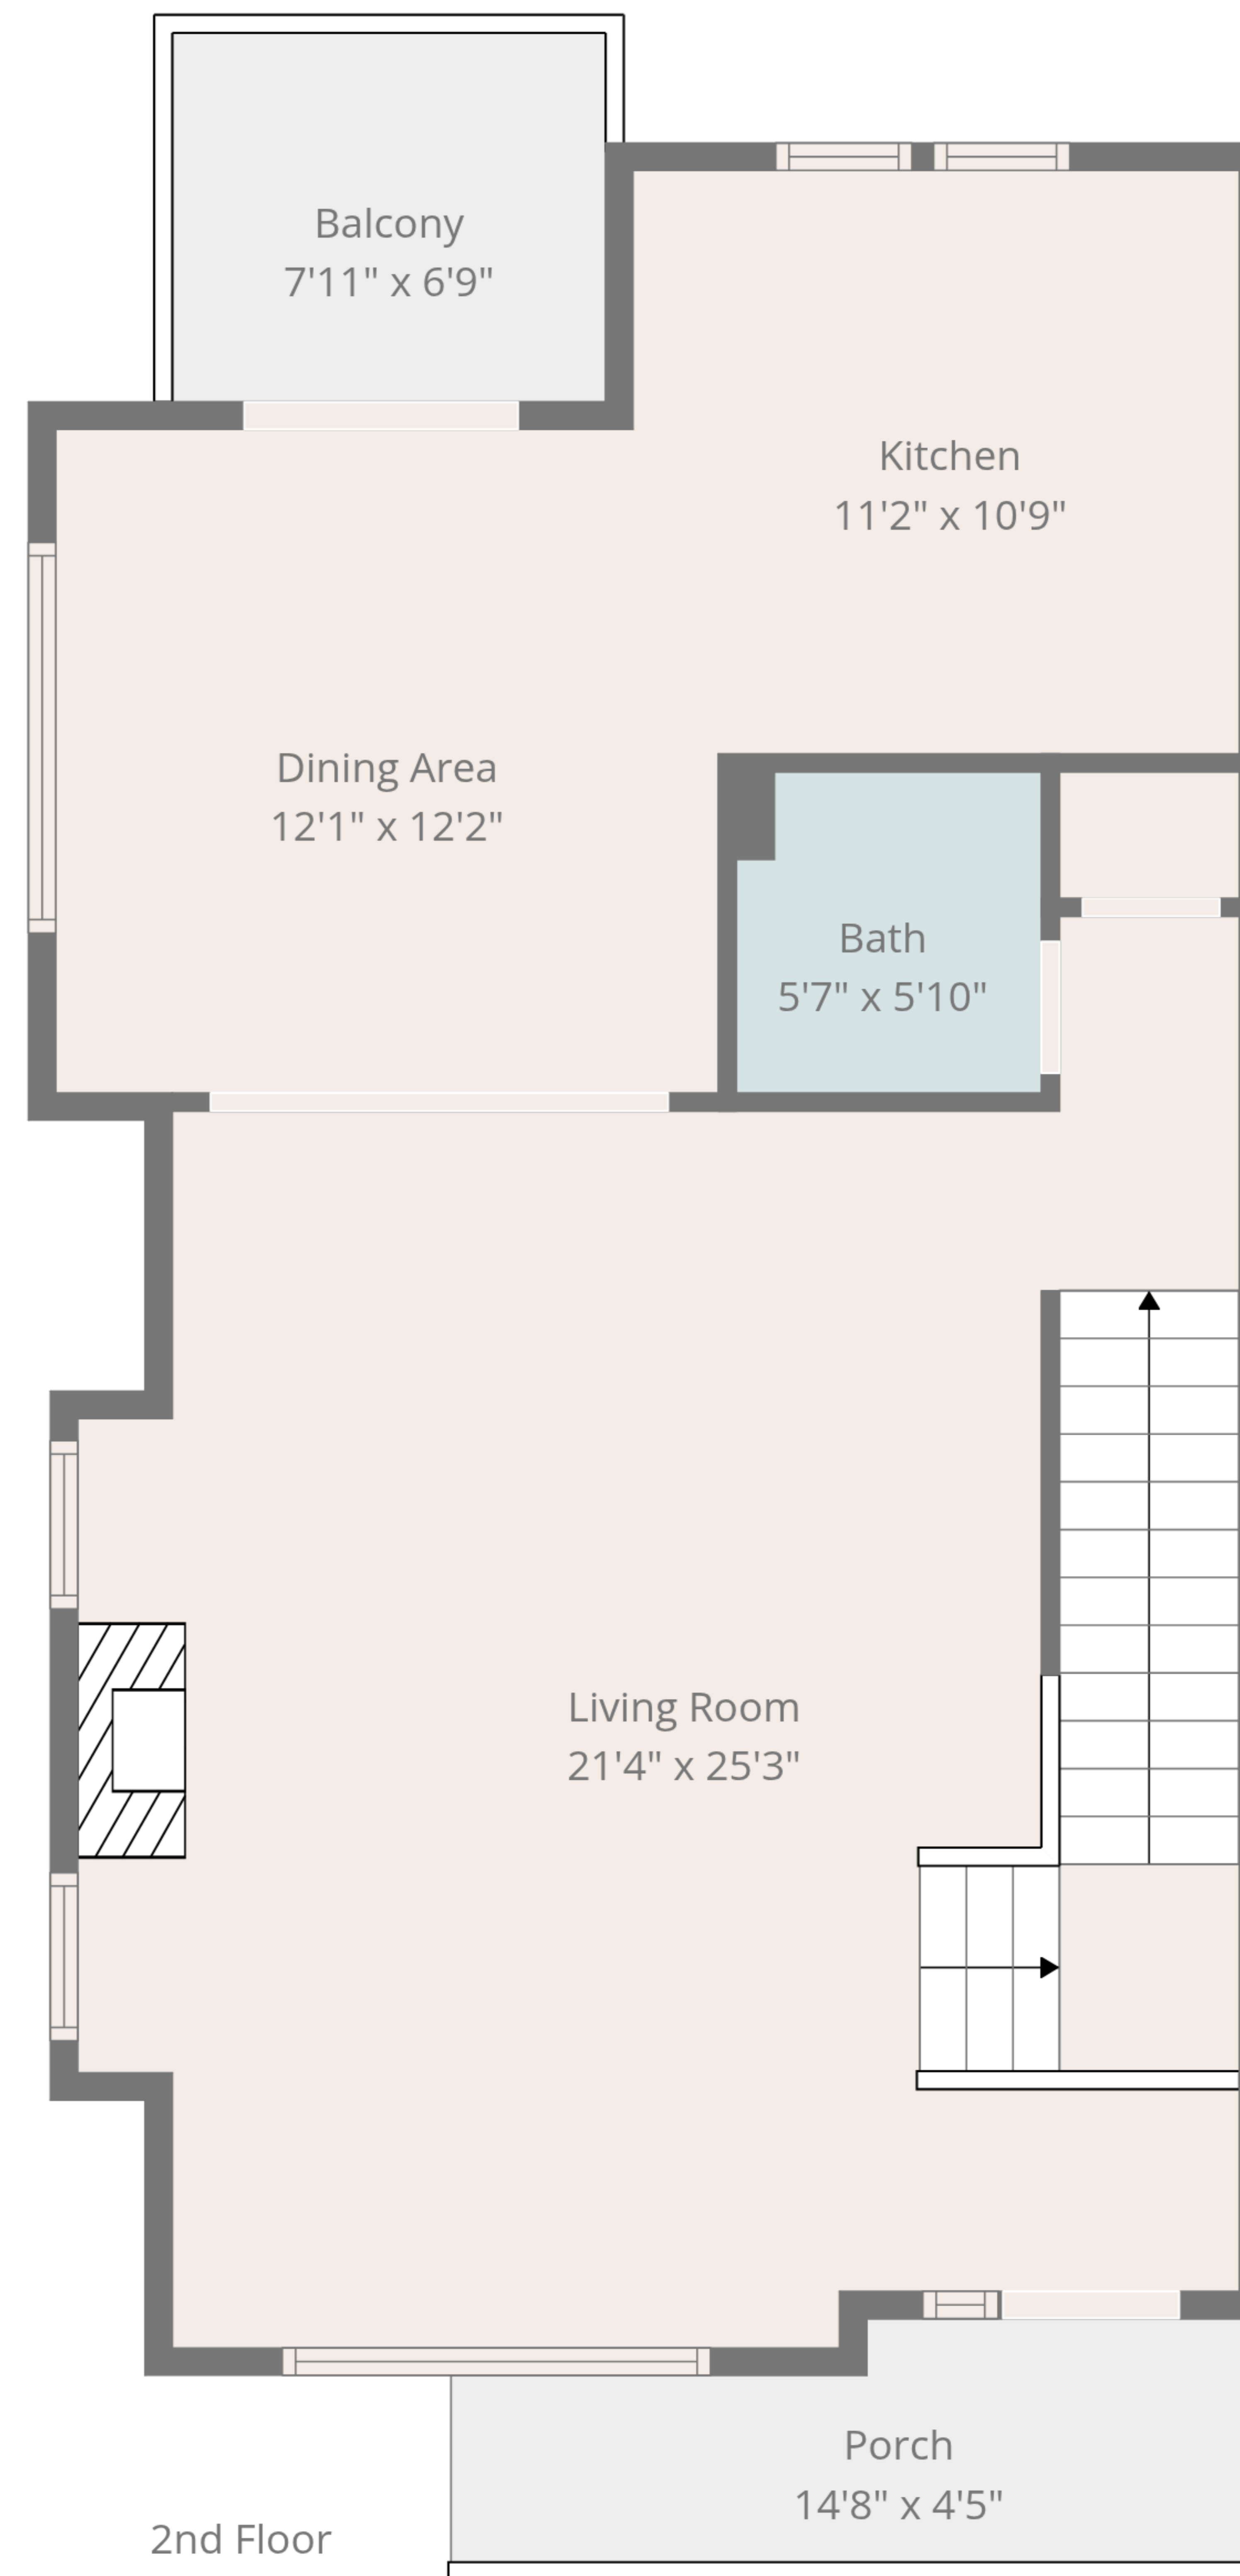 Balcony
7'11" x 6'9"
Kitchen
11'2" x 10'9"
Dining Area
12'1" x 12'2"
Bath
5'7" x 5'10"
Living Room
21'4" x 25'3"
Porch
14'8" x 4'5"
2nd Floor